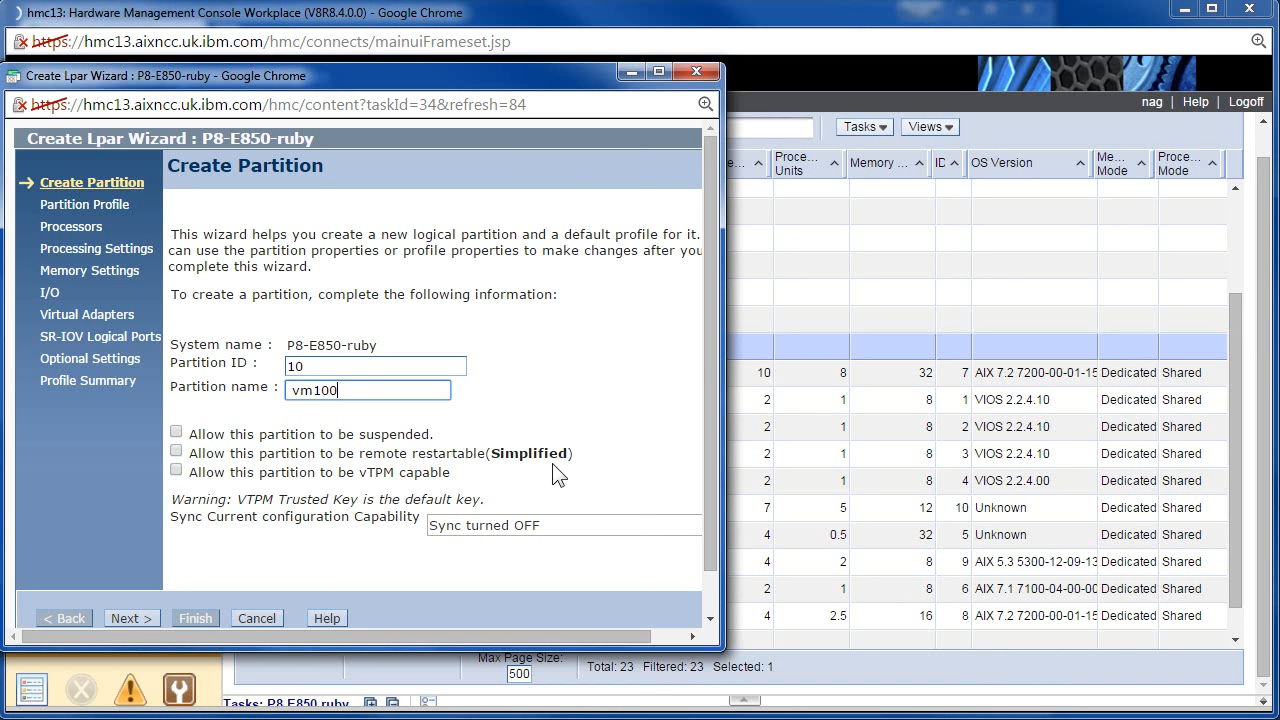 hmc13: Hardware Management Console Workplace (V8R8.4.0.0) - Google Chrome
https://hmc13.aixncc.uk.ibm.com/hmc/connects/mainuiFrameset.jsp
Create Lpar Wizard : P8-E850-ruby - Google Chrome
https://hmc13.aixncc.uk.ibm.com/hmc/content?taskId=34&refresh=84
nag | Help | Logoff
Tasks Views
Create Lpar Wizard : P8-E850-ruby
Create Partition
Partition Profile
Processors
Processing Settings
Memory Settings
I/O
Virtual Adapters
SR-IOV Logical Ports
Optional Settings
Profile Summary
Create Partition
This wizard helps you create a new logical partition and a default profile for it.
can use the partition properties or profile properties to make changes after you
complete this wizard.
To create a partition, complete the following information:
System name : P8-E850-ruby
Partition ID : 10
Partition name : vm100
Allow this partition to be suspended.
Allow this partition to be remote restartable(Simplified)
Allow this partition to be vTPM capable
Warning: VTPM Trusted Key is the default key.
Sync Current configuration Capability Sync turned OFF
< Back Next > Finish Cancel Help
e... Proce... Units Memory ... ID OS Version Me... Mode Proce... Mode
10 8 32 7 AIX 7.2 7200-00-01-15 Dedicated Shared
2 1 8 1 VIOS 2.2.4.10 Dedicated Shared
2 1 8 2 VIOS 2.2.4.10 Dedicated Shared
2 1 8 3 VIOS 2.2.4.10 Dedicated Shared
2 1 8 4 VIOS 2.2.4.00 Dedicated Shared
7 5 12 10 Unknown Dedicated Shared
4 0.5 32 5 Unknown Dedicated Shared
4 2 8 9 AIX 5.3 5300-12-09-13 Dedicated Shared
2 1 8 6 AIX 7.1 7100-04-00-00 Dedicated Shared
4 2.5 16 8 AIX 7.2 7200-00-01-15 Dedicated Shared
Max Page Size:
500
Total: 23 Filtered: 23 Selected: 1
Tasks: P8-E850-ruby